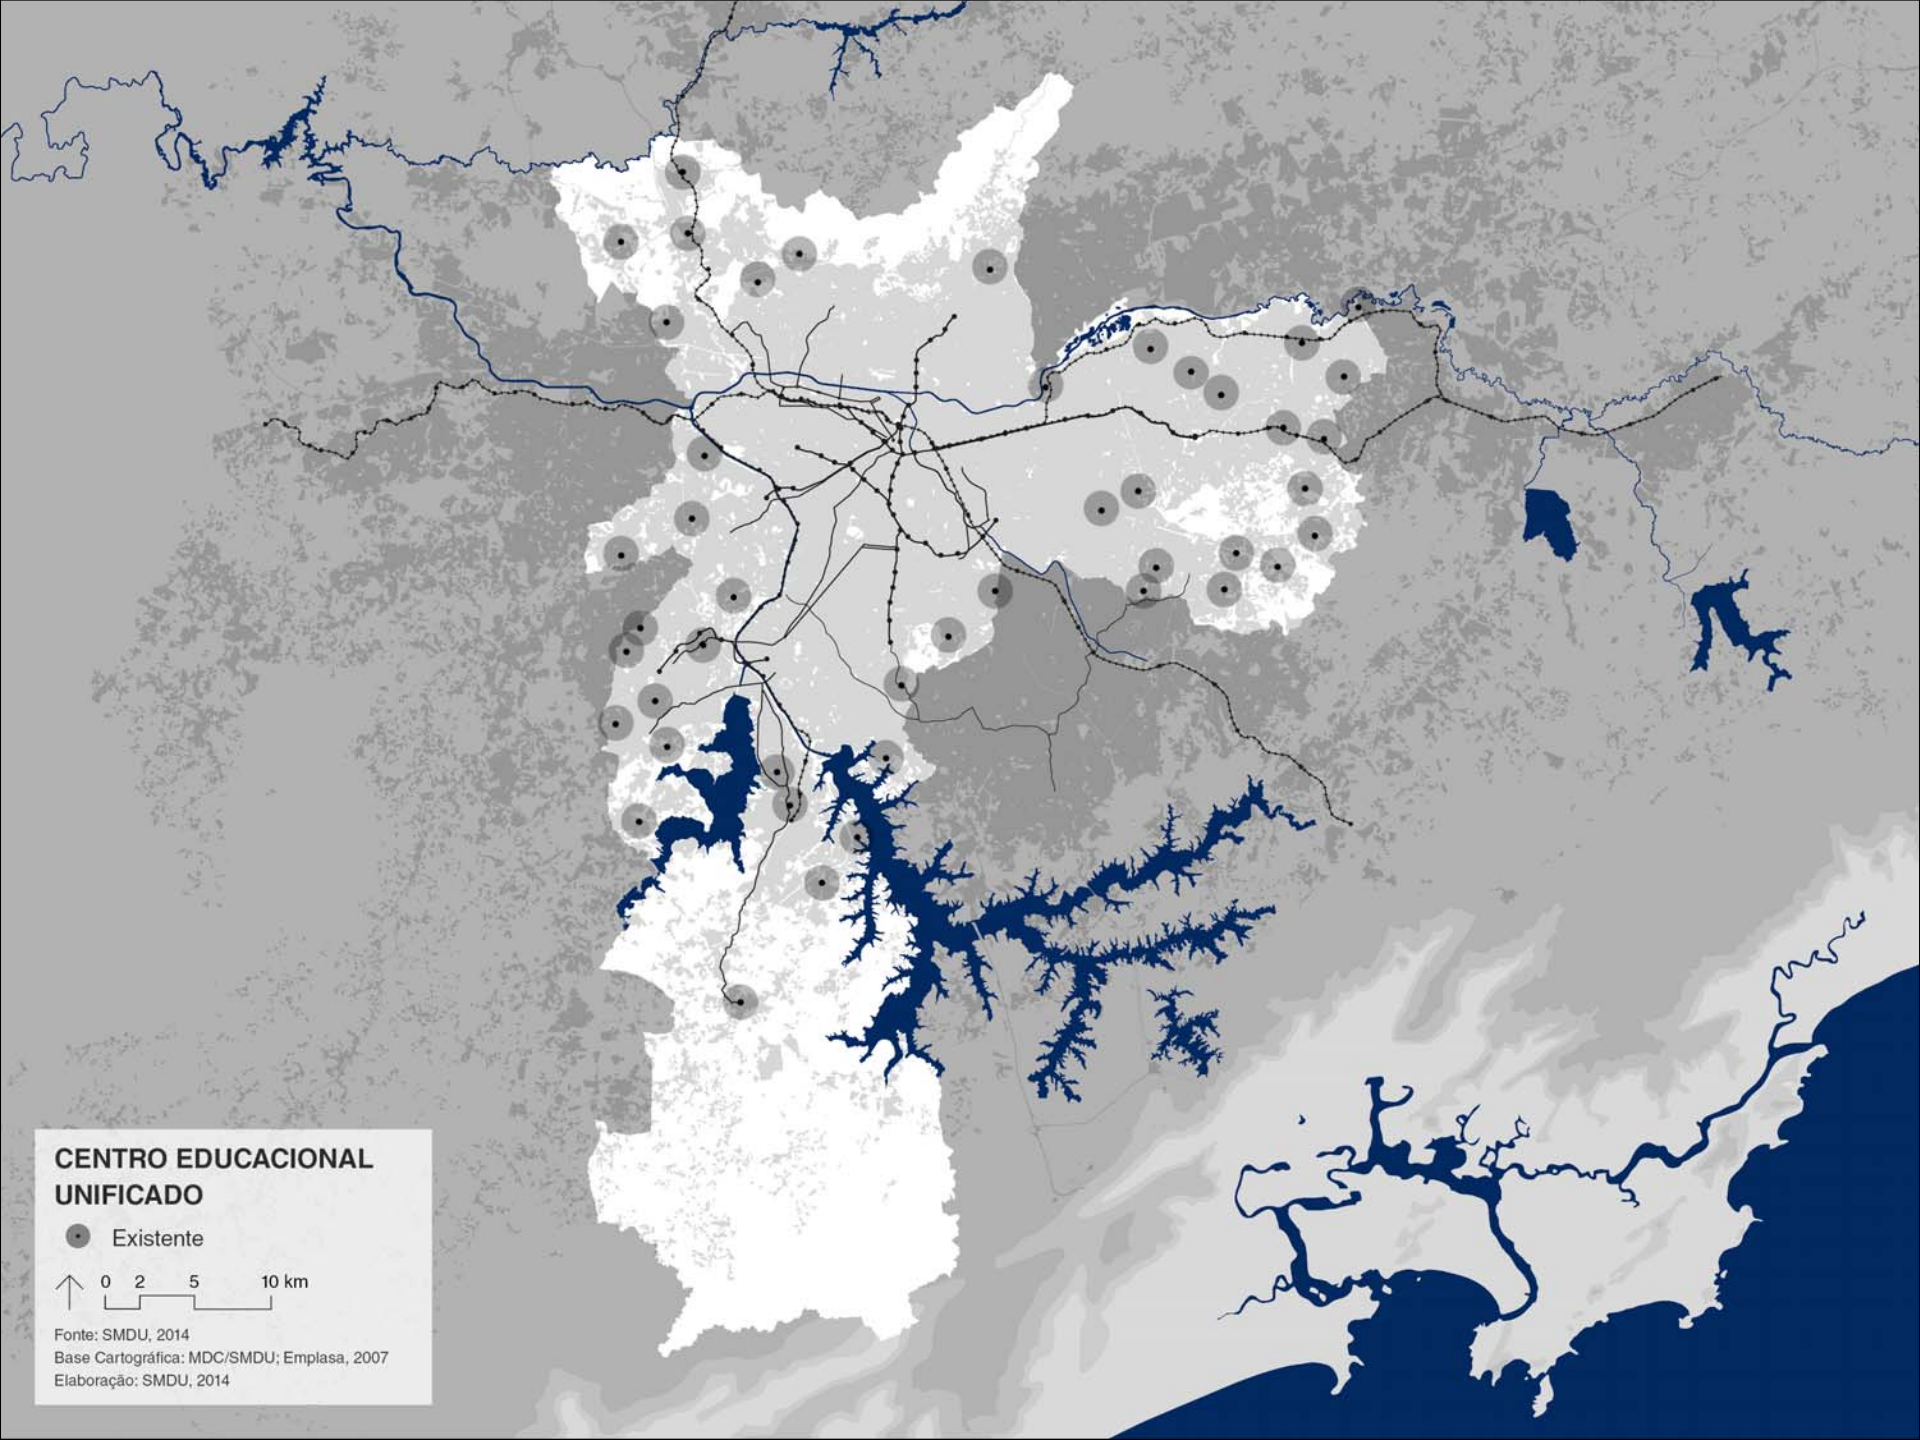 CENTRO EDUCACIONAL
UNIFICADO
Existente
0 2 5 10 km
Fonte: SMDU, 2014
Base Cartográfica: MDC/SMDU; Emplasa, 2007
Elaboração: SMDU, 2014